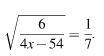 √(6/(4x−54)) = 1/7.